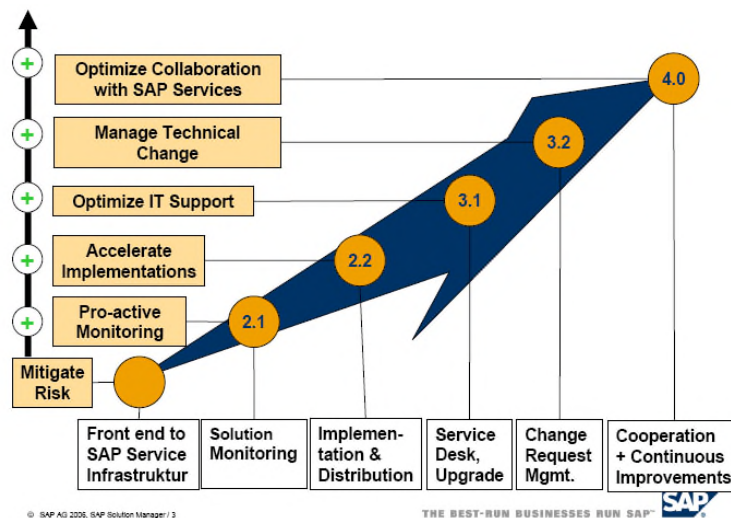 +
Optimize Collaboration
with SAP Services
4.0
+
Manage Technical
Change
3.2
+
Optimize IT Support
3.1
+
Accelerate
Implementations
2.2
+
Pro-active
Monitoring
2.1
Mitigate
Risk
Front end to
SAP Service
Infrastruktur
Solution
Monitoring
Implemen-
tation &
Distribution
Service
Desk,
Upgrade
Change
Request
Mgmt.
Cooperation
+ Continuous
Improvements
© SAP AG 2006, SAP Solution Manager / 3
THE BEST-RUN BUSINESSES RUN SAP™
SAP